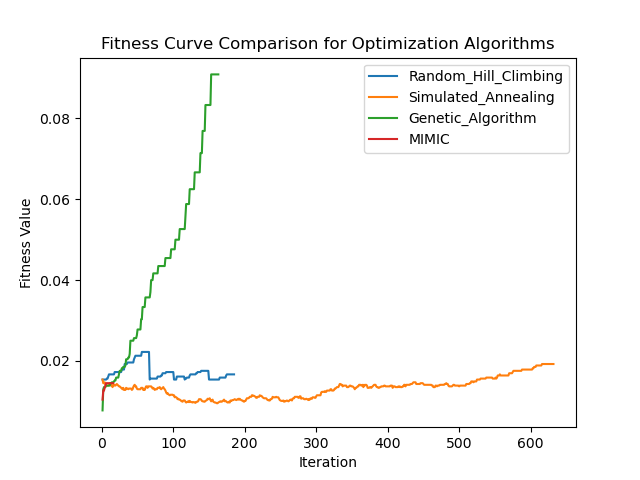 Fitness Curve Comparison for Optimization Algorithms
Random_Hill_Climbing
Simulated_Annealing
Genetic_Algorithm
MIMIC
Fitness Value
0.08
0.06
0.04
0.02
0 100 200 300 400 500 600
Iteration